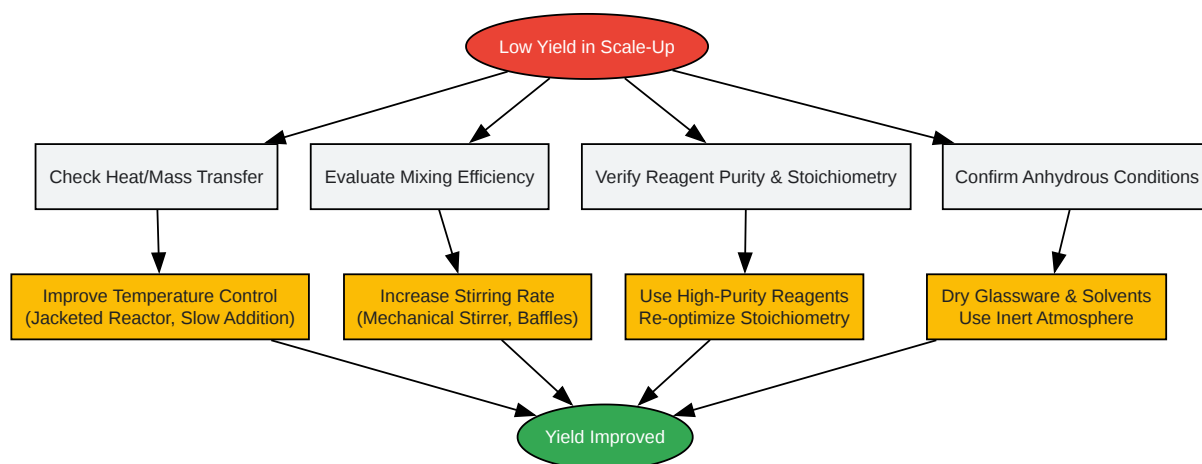 Low Yield in Scale-Up
Check Heat/Mass Transfer
Evaluate Mixing Efficiency
Verify Reagent Purity & Stoichiometry
Confirm Anhydrous Conditions
Improve Temperature Control
(Jacketed Reactor, Slow Addition)
Increase Stirring Rate
(Mechanical Stirrer, Baffles)
Use High-Purity Reagents
Re-optimize Stoichiometry
Dry Glassware & Solvents
Use Inert Atmosphere
Yield Improved